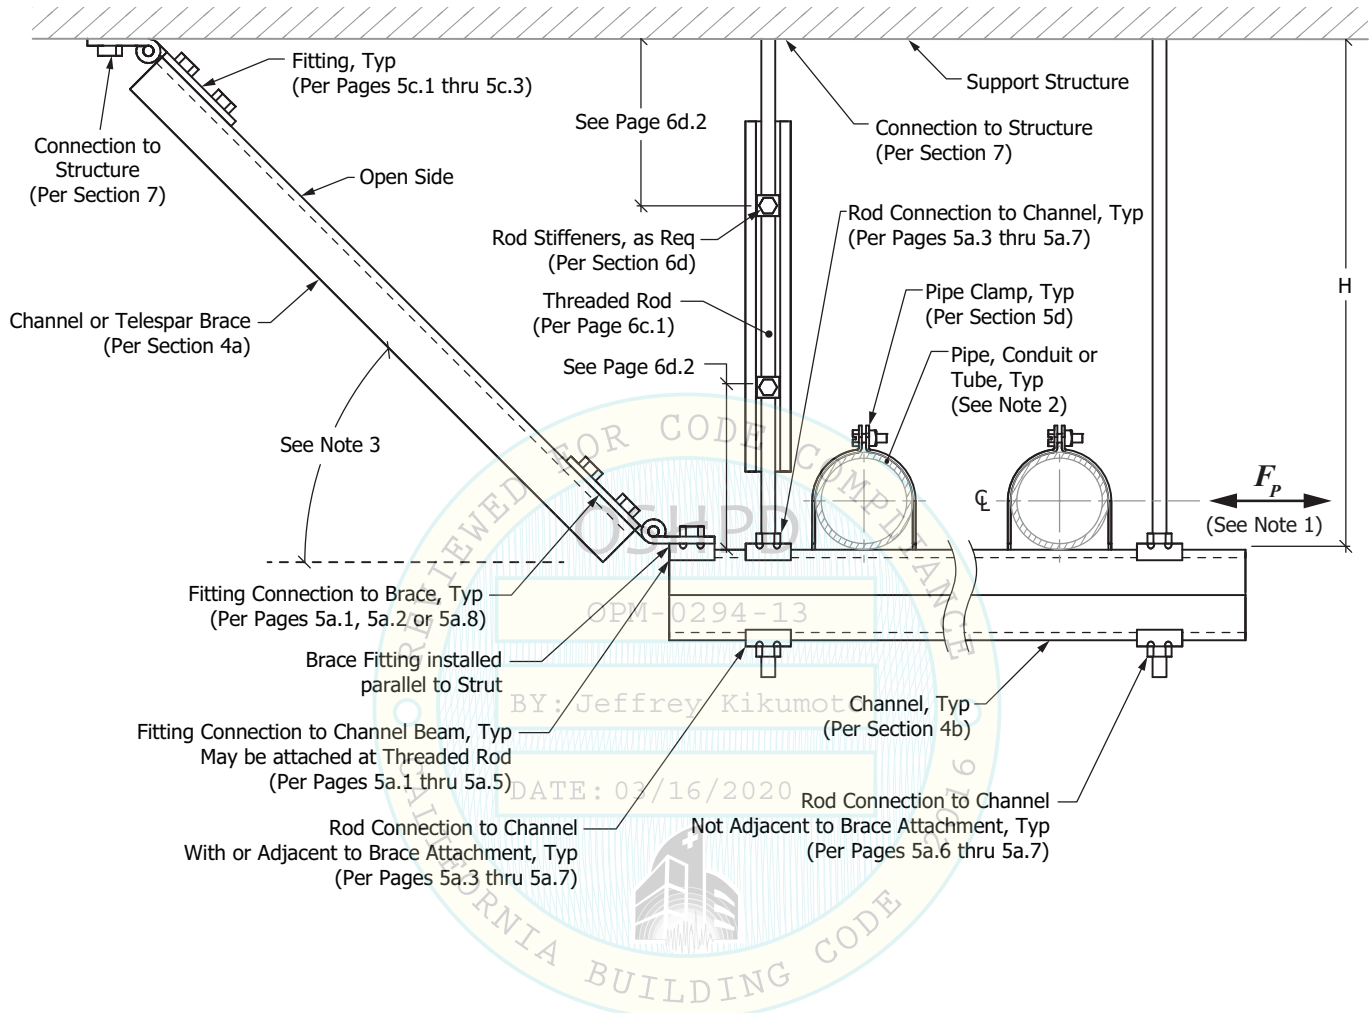 Fitting, Typ
(Per Pages 5c.1 thru 5c.3)
Support Structure
See Page 6d.2
Connection to Structure
(Per Section 7)
Connection to
Structure
(Per Section 7)
Open Side
Rod Connection to Channel, Typ
(Per Pages 5a.3 thru 5a.7)
Rod Stiffeners, as Req
(Per Section 6d)
H
Pipe Clamp, Typ
(Per Section 5d)
Threaded Rod
(Per Page 6c.1)
Channel or Telespar Brace
(Per Section 4a)
Pipe, Conduit or
Tube, Typ
(See Note 2)
See Page 6d.2
See Note 3
℄
Fp
(See Note 1)
Fitting Connection to Brace, Typ
(Per Pages 5a.1, 5a.2 or 5a.8)
Brace Fitting installed
parallel to Strut
Channel, Typ
(Per Section 4b)
Fitting Connection to Channel Beam, Typ
May be attached at Threaded Rod
(Per Pages 5a.1 thru 5a.5)
Rod Connection to Channel
Not Adjacent to Brace Attachment, Typ
(Per Pages 5a.6 thru 5a.7)
Rod Connection to Channel
With or Adjacent to Brace Attachment, Typ
(Per Pages 5a.3 thru 5a.7)
REVIEWED FOR CODE COMPLIANCE
OSHPD
OPM-0294-13
BY: Jeffrey Kikumoto
DATE: 03/16/2020
CALIFORNIA BUILDING CODE 2016